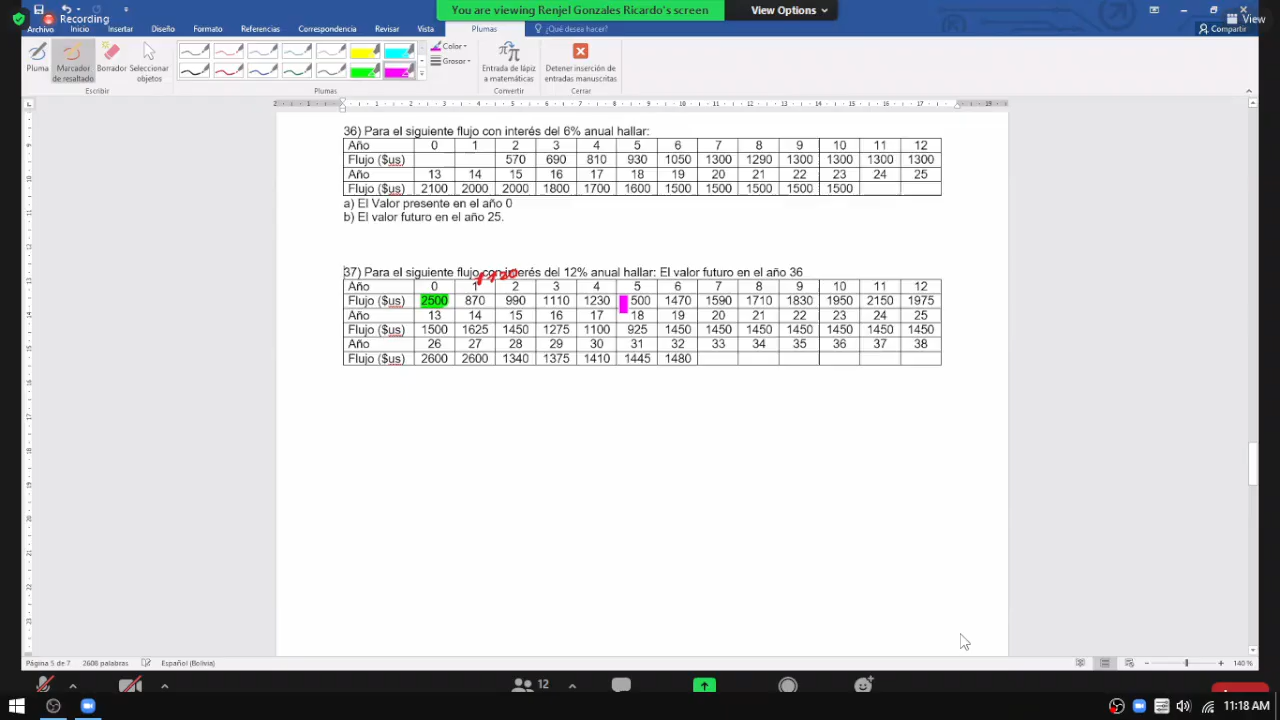 Recording
You are viewing Renjel Gonzales Ricardo's screen
View Options
View
Archivo Inicio Insertar Diseño Formato Referencias Correspondencia Revisar Vista Plumas ¿Qué desea hacer? Compartir
Pluma Marcadores de resaltado Borrador Seleccionar objetos Color Grosor Entrada de lápiz a matemáticas Detener inserción de entradas manuscritas
Escribir Plumas Convertir Cerrar
36) Para el siguiente flujo con interés del 6% anual hallar:
Año 0 1 2 3 4 5 6 7 8 9 10 11 12
Flujo ($us) 570 690 810 930 1050 1300 1290 1300 1300 1300 1300
Año 13 14 15 16 17 18 19 20 21 22 23 24 25
Flujo ($us) 2100 2000 2000 1800 1700 1600 1500 1500 1500 1500 1500
a) El Valor presente en el año 0
b) El valor futuro en el año 25.
37) Para el siguiente flujo con interés del 12% anual hallar: El valor futuro en el año 36
Año 0 1 2 3 4 5 6 7 8 9 10 11 12
Flujo ($us) 2500 870 990 1110 1230 500 1470 1590 1710 1830 1950 2150 1975
Año 13 14 15 16 17 18 19 20 21 22 23 24 25
Flujo ($us) 1500 1625 1450 1275 1100 925 1450 1450 1450 1450 1450 1450 1450
Año 26 27 28 29 30 31 32 33 34 35 36 37 38
Flujo ($us) 2600 2600 1340 1375 1410 1445 1480
Página 5 de 7 2608 palabras Español (Bolivia) 140 %
12
11:18 AM